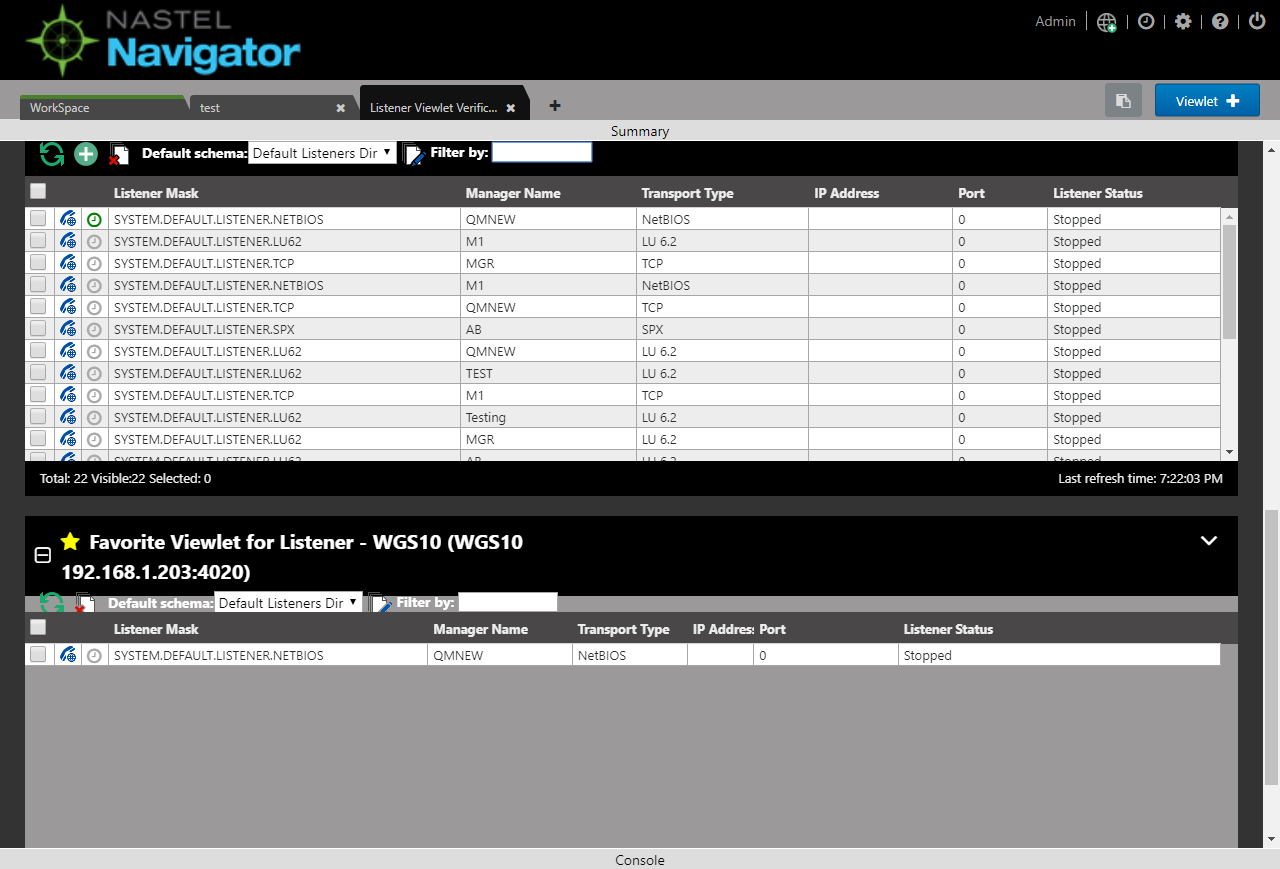 NASTEL
Navigator
Admin
WorkSpace
test
Listener Viewlet Verific...
Viewlet
Summary
Default schema: Default Listeners Dir Filter by:
Listener Mask Manager Name Transport Type IP Address Port Listener Status
SYSTEM.DEFAULT.LISTENER.NETBIOS QMNEW NetBIOS 0 Stopped
SYSTEM.DEFAULT.LISTENER.LU62 M1 LU 6.2 0 Stopped
SYSTEM.DEFAULT.LISTENER.TCP MGR TCP 0 Stopped
SYSTEM.DEFAULT.LISTENER.NETBIOS M1 NetBIOS 0 Stopped
SYSTEM.DEFAULT.LISTENER.TCP QMNEW TCP 0 Stopped
SYSTEM.DEFAULT.LISTENER.SPX AB SPX 0 Stopped
SYSTEM.DEFAULT.LISTENER.LU62 QMNEW LU 6.2 0 Stopped
SYSTEM.DEFAULT.LISTENER.LU62 TEST LU 6.2 0 Stopped
SYSTEM.DEFAULT.LISTENER.TCP M1 TCP 0 Stopped
SYSTEM.DEFAULT.LISTENER.LU62 Testing LU 6.2 0 Stopped
SYSTEM.DEFAULT.LISTENER.LU62 MGR LU 6.2 0 Stopped
SYSTEM.DEFAULT.LISTENER.LU62 AB LU 6.2 0 Stopped
Total: 22 Visible:22 Selected: 0 Last refresh time: 7:22:03 PM
Favorite Viewlet for Listener - WGS10 (WGS10
192.168.1.203:4020)
Default schema: Default Listeners Dir Filter by:
Listener Mask Manager Name Transport Type IP Address Port Listener Status
SYSTEM.DEFAULT.LISTENER.NETBIOS QMNEW NetBIOS 0 Stopped
Console